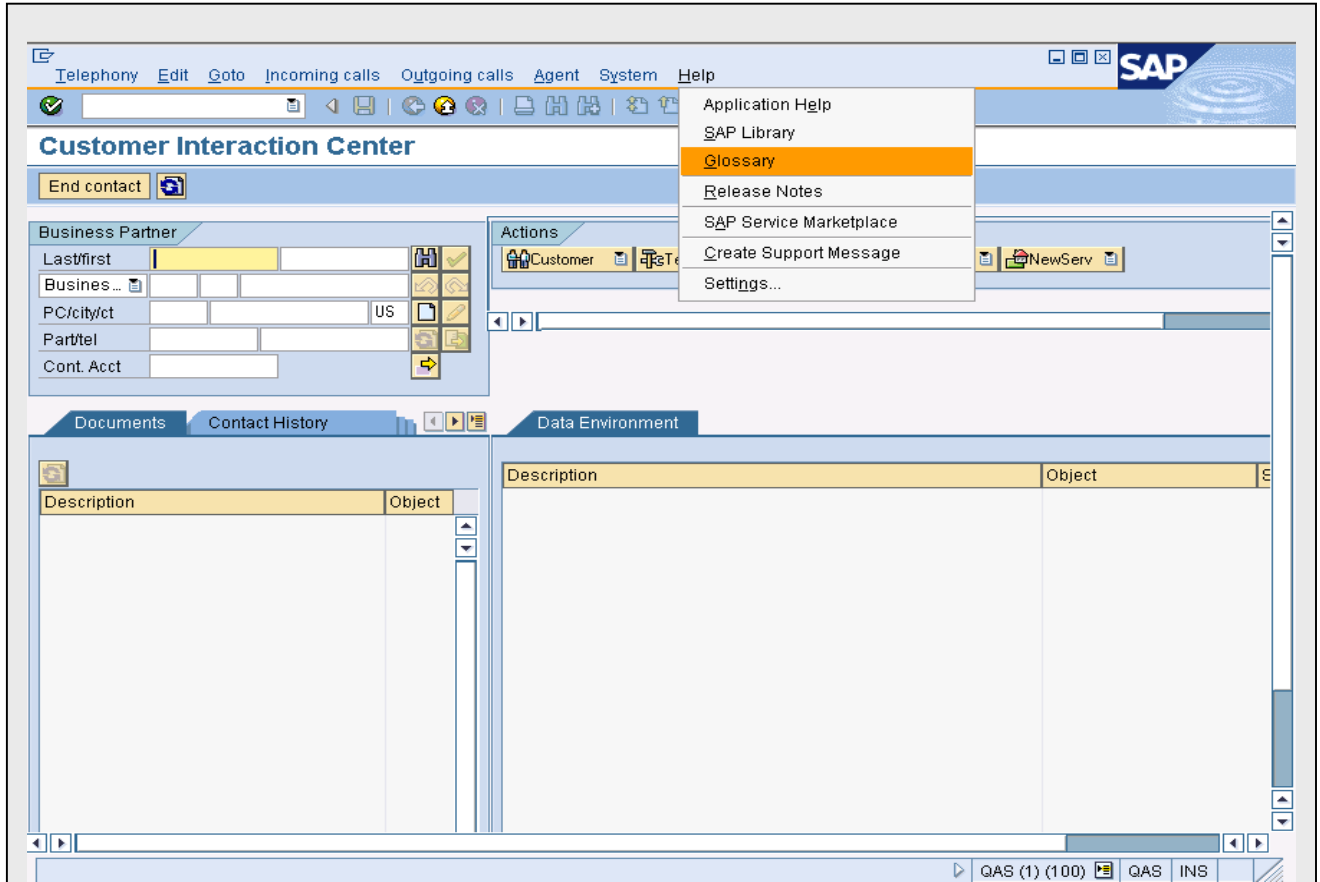 Telephony Edit Goto Incoming calls Outgoing calls Agent System Help
SAP
Application Help
SAP Library
Glossary
Release Notes
SAP Service Marketplace
Create Support Message
Settings...
Customer Interaction Center
End contact
Business Partner
Last/first
Busines...
PC/city/ct US
Part/tel
Cont. Acct
Actions
Customer NewServ
Documents Contact History
Data Environment
Description Object
Description Object
QAS (1) (100) QAS INS